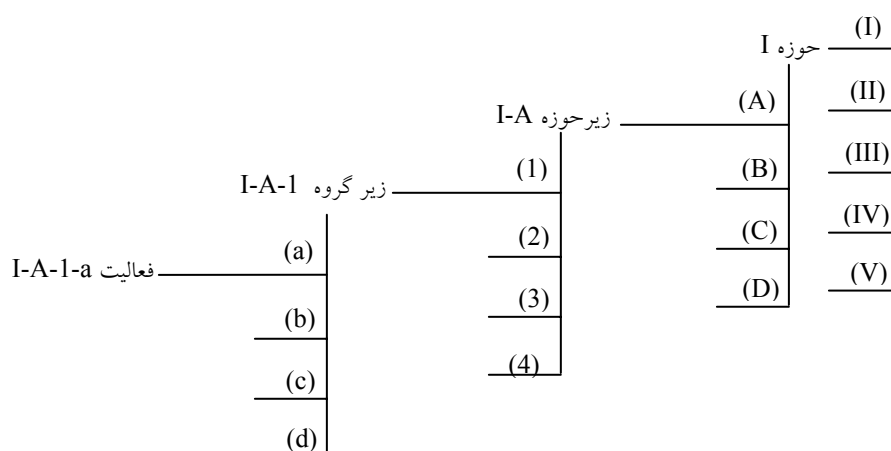 (I)
حوزه I
(II)
(A)
زیرحوزه I-A
(III)
(B)
(1)
زیر گروه I-A-1
(IV)
(C)
(2)
(a)
فعالیت I-A-1-a
(V)
(D)
(3)
(b)
(4)
(c)
(d)